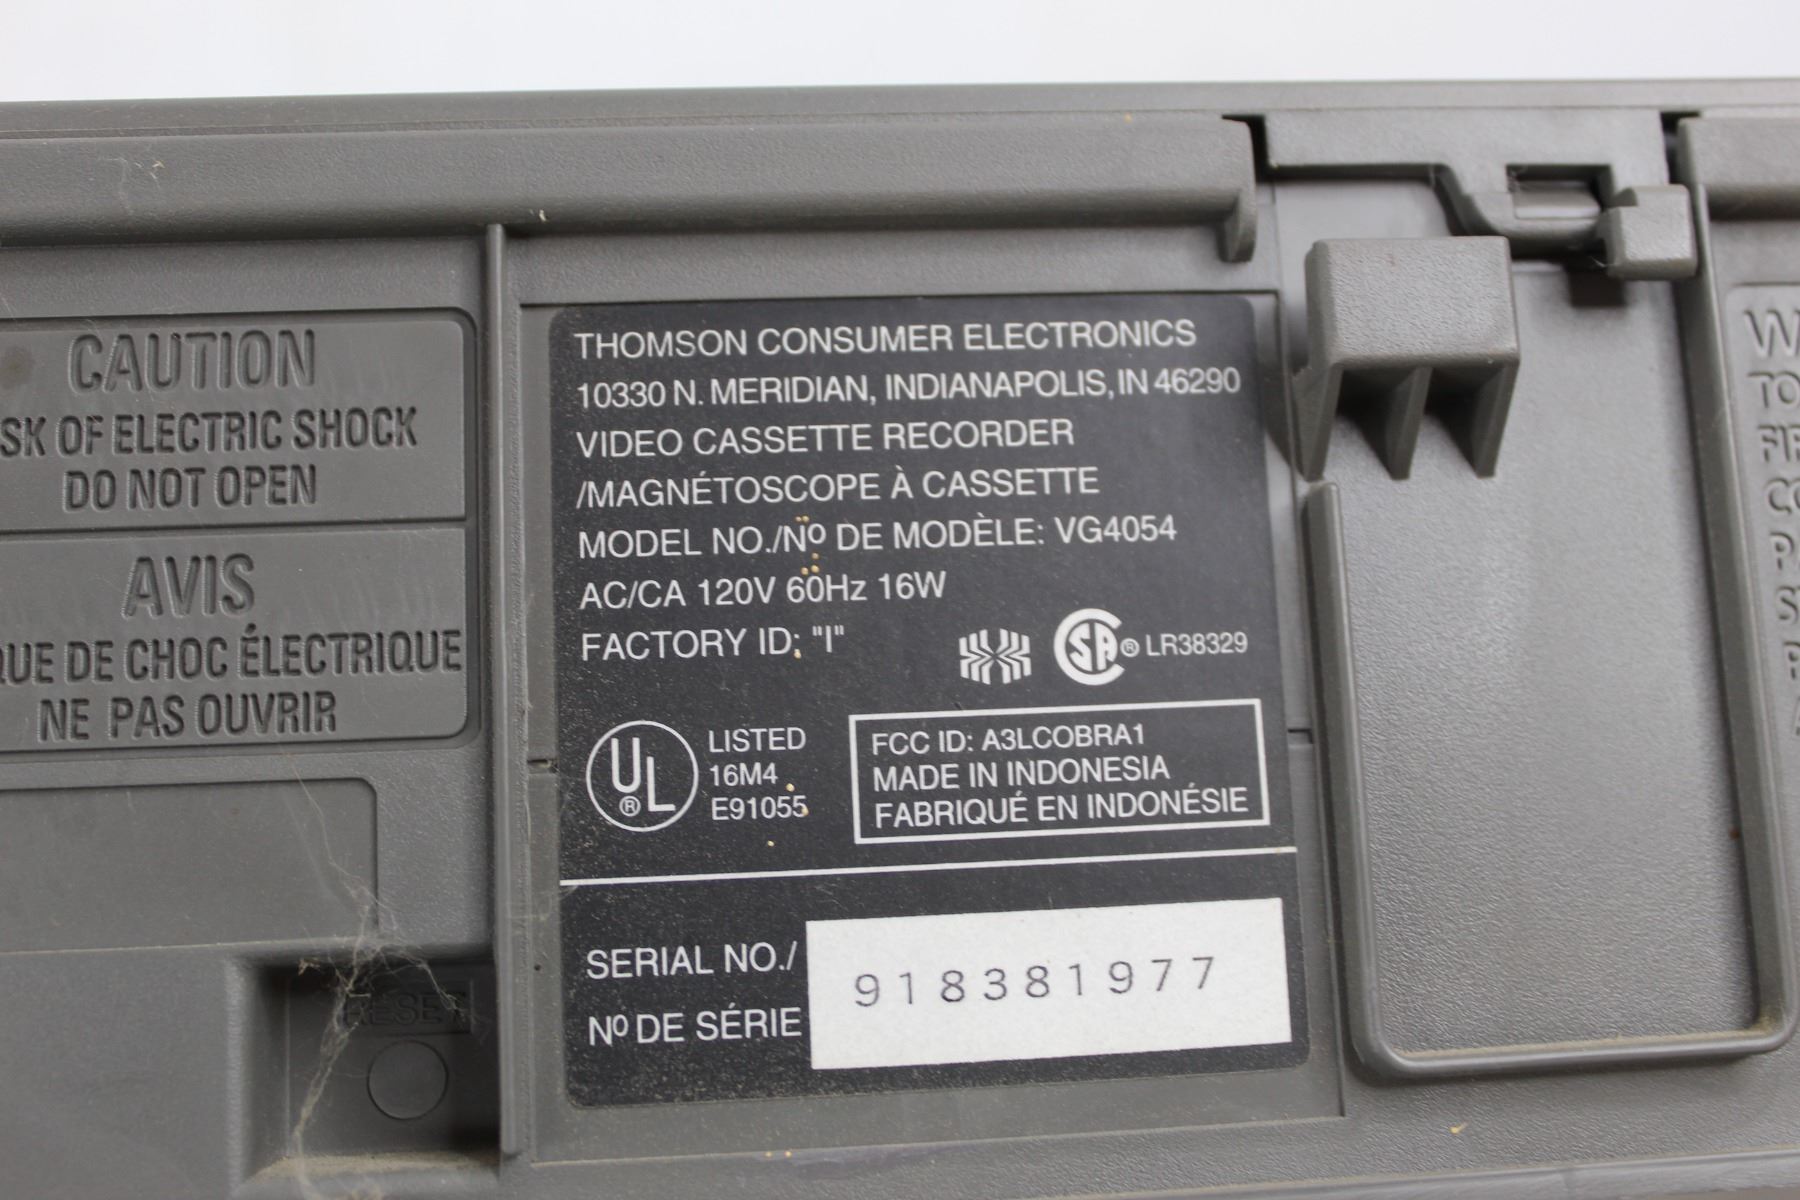 CAUTION
OF ELECTRIC SHOCK
DO NOT OPEN
AVIS
DE CHOC ÉLECTRIQUE
NE PAS OUVRIR
RESET
THOMSON CONSUMER ELECTRONICS
10330 N. MERIDIAN, INDIANAPOLIS, IN 46290
VIDEO CASSETTE RECORDER
/MAGNÉTOSCOPE À CASSETTE
MODEL NO./Nº DE MODÈLE: VG4054
AC/CA 120V 60Hz 16W
FACTORY ID: "I"
SA ® LR38329
UL ®
LISTED
16M4
E91055
FCC ID: A3LCOBRA1
MADE IN INDONESIA
FABRIQUÉ EN INDONÉSIE
SERIAL NO./
Nº DE SÉRIE
918381977